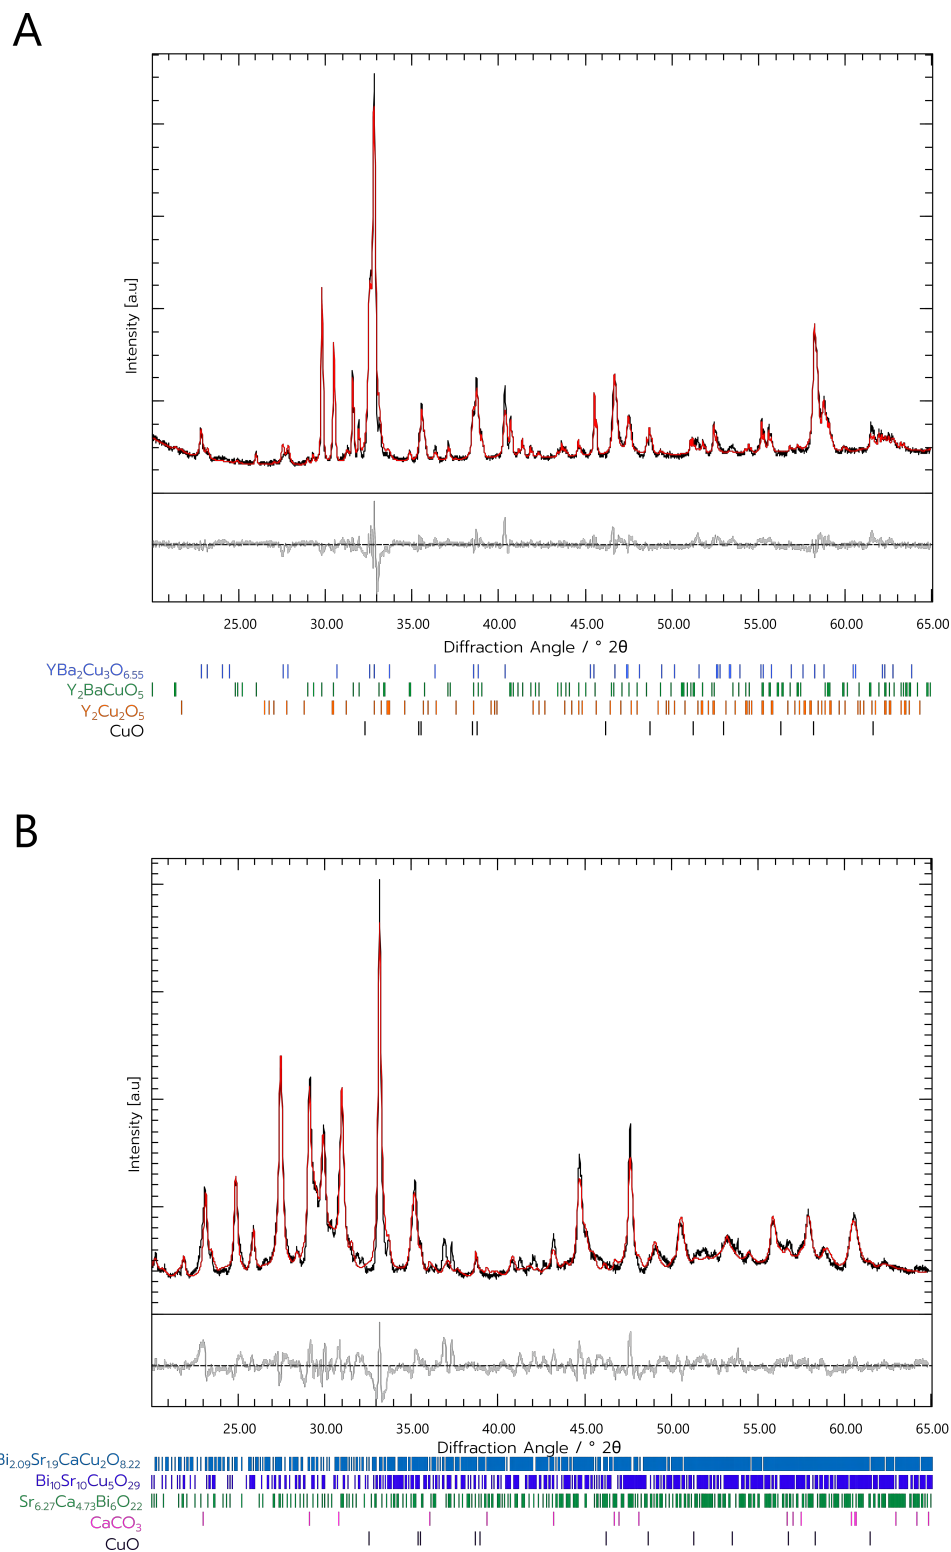 A
Intensity [a.u]
25.00 30.00 35.00 40.00 45.00 50.00 55.00 60.00 65.00
Diffraction Angle / ° 2θ
YBa₂Cu₃O₆.₅₅
Y₂BaCuO₅
Y₂Cu₂O₅
CuO
B
Intensity [a.u]
25.00 30.00 35.00 40.00 45.00 50.00 55.00 60.00 65.00
Diffraction Angle / ° 2θ
Bi₂.₀₉Sr₁.₉CaCu₂O₈.₂₂
Bi₁₀Sr₁₀Cu₅O₂₉
Sr₆.₂₇Ca₄.₇₃Bi₆O₂₂
CaCO₃
CuO